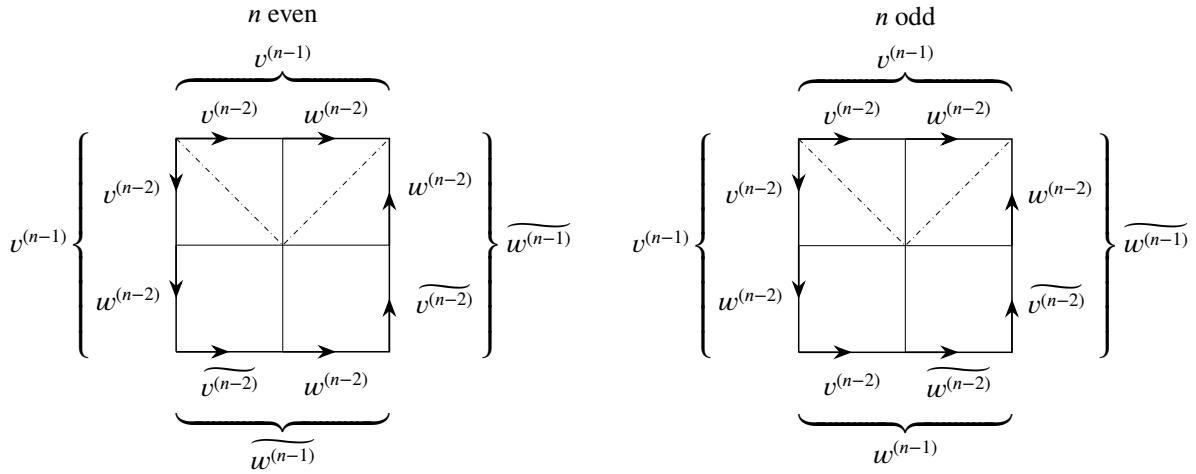 n even
n odd
v^{(n−1)}
v^{(n−1)}
v^{(n−2)} w^{(n−2)}
v^{(n−2)} w^{(n−2)}
v^{(n−2)} w^{(n−2)}
v^{(n−2)} w^{(n−2)}
v^{(n−1)} \widetilde{w^{(n−1)}}
v^{(n−1)} \widetilde{w^{(n−1)}}
w^{(n−2)} \widetilde{v^{(n−2)}}
w^{(n−2)} \widetilde{v^{(n−2)}}
\widetilde{v^{(n−2)}} w^{(n−2)}
v^{(n−2)} \widetilde{w^{(n−2)}}
\widetilde{w^{(n−1)}}
w^{(n−1)}